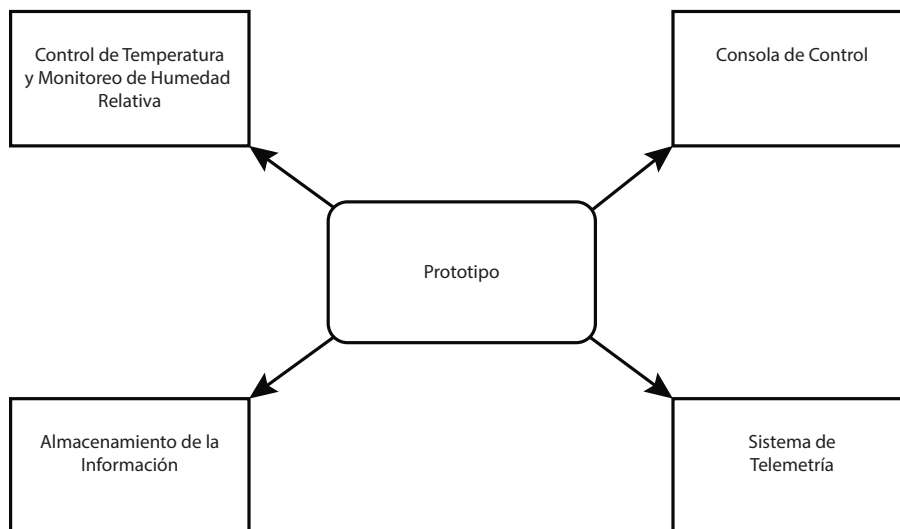 Control de Temperatura
y Monitoreo de Humedad
Relativa
Consola de Control
Prototipo
Almacenamiento de la
Información
Sistema de
Telemetría